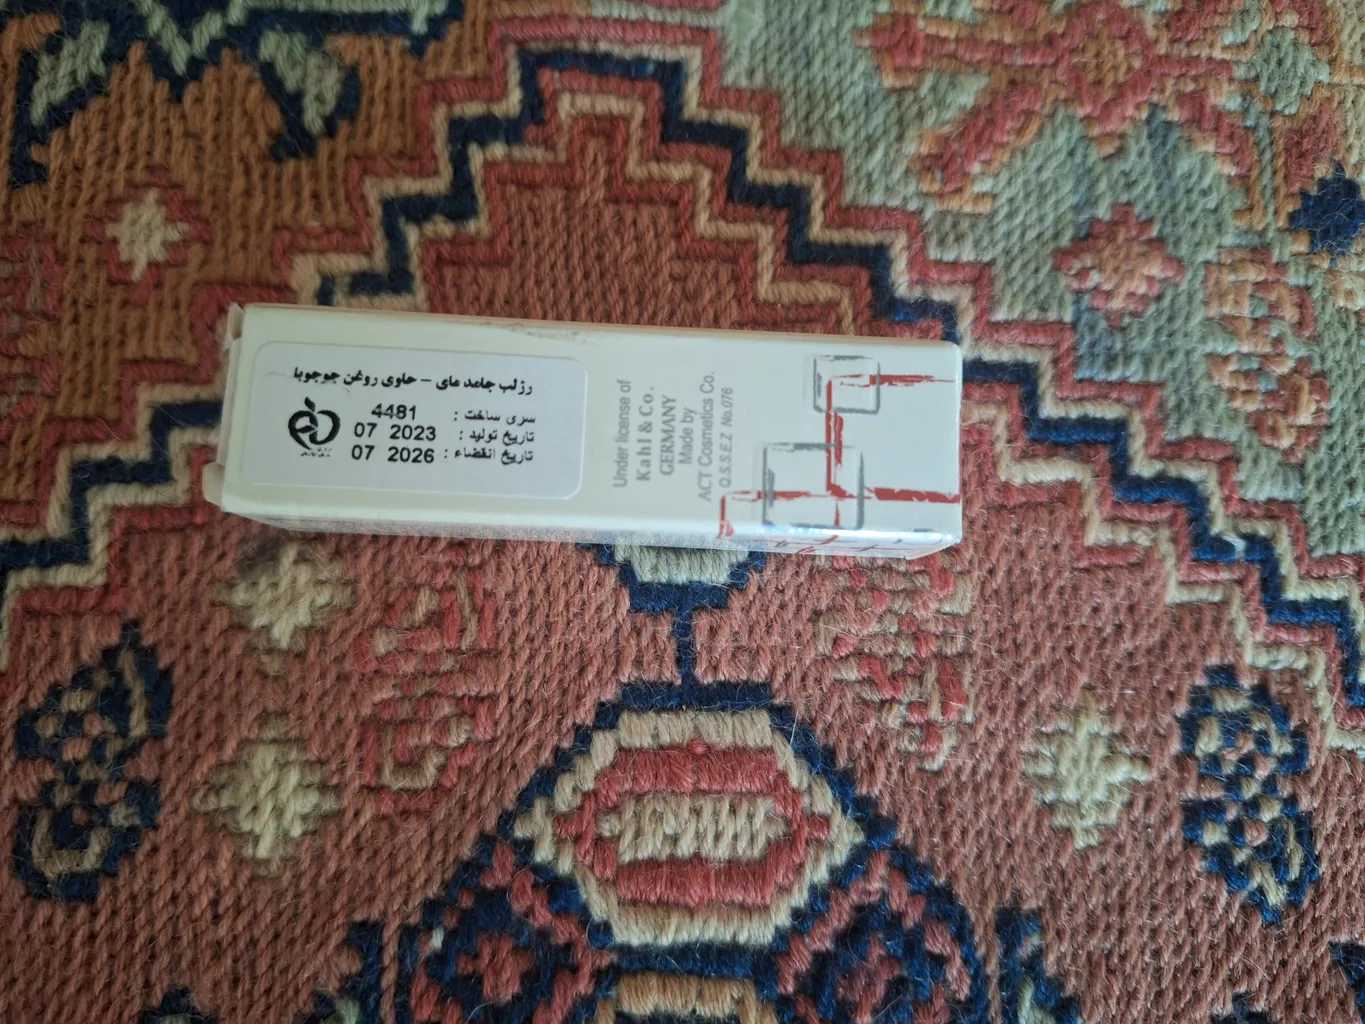 رژلب جامد مای – حاوی روغن جوجوبا
سری ساخت : 4481
تاریخ تولید : 07 2023
تاریخ انقضاء : 07 2026
Under license of
Kahl & Co.
GERMANY
Made by
ACT Cosmetics Co.
Q.S.S.E.Z No.076